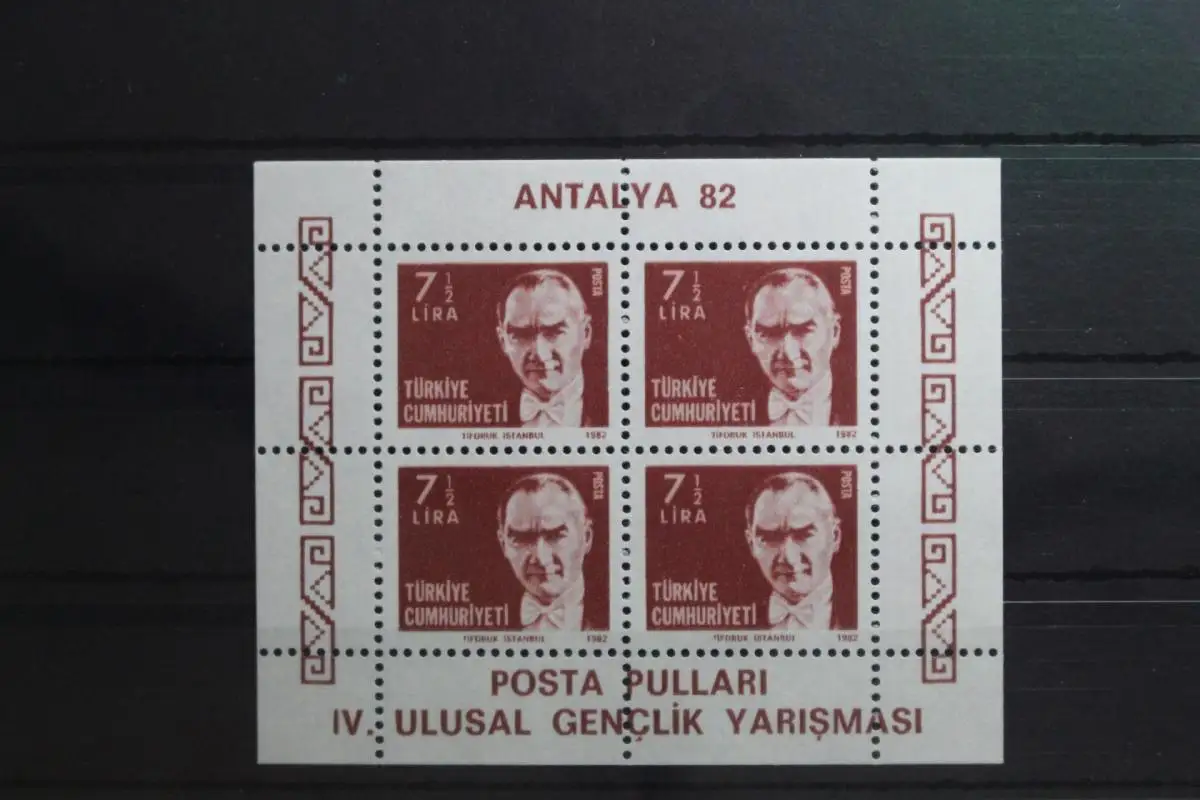 ANTALYA 82
7 1/2 POSTA
LİRA
TÜRKİYE
CUMHURİYETİ
TİFDRUK İSTANBUL 1982
7 1/2 POSTA
LİRA
TÜRKİYE
CUMHURİYETİ
TİFDRUK İSTANBUL 1982
7 1/2 POSTA
LİRA
TÜRKİYE
CUMHURİYETİ
TİFDRUK İSTANBUL 1982
7 1/2 POSTA
LİRA
TÜRKİYE
CUMHURİYETİ
TİFDRUK İSTANBUL 1982
POSTA PULLARI
IV. ULUSAL GENÇLİK YARIŞMASI